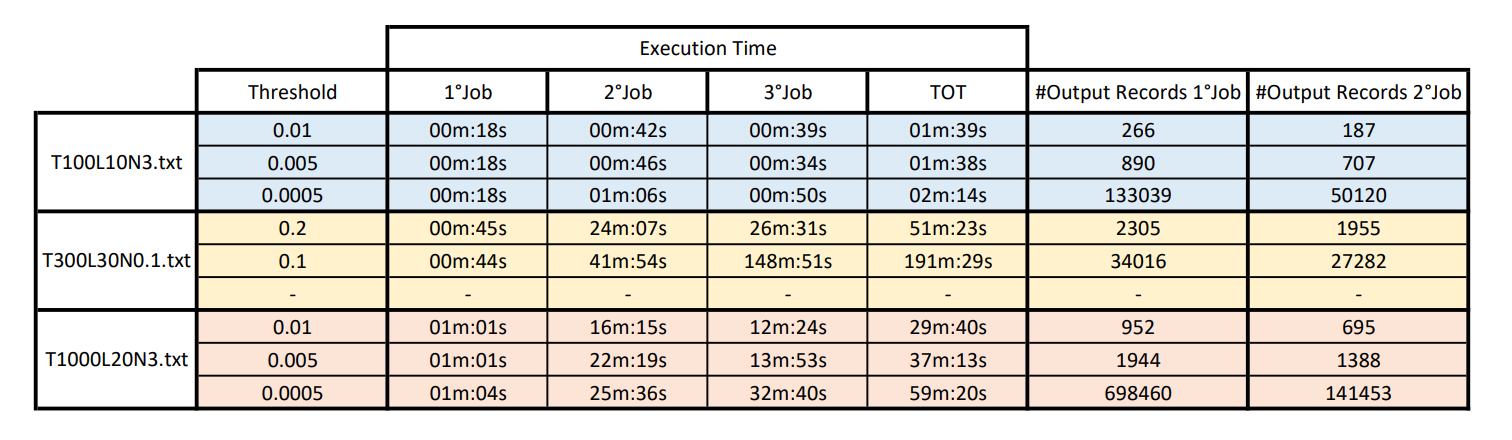 Execution Time
Threshold 1°Job 2°Job 3°Job TOT #Output Records 1°Job #Output Records 2°Job
T100L10N3.txt
0.01 00m:18s 00m:42s 00m:39s 01m:39s 266 187
0.005 00m:18s 00m:46s 00m:34s 01m:38s 890 707
0.0005 00m:18s 01m:06s 00m:50s 02m:14s 133039 50120
T300L30N0.1.txt
0.2 00m:45s 24m:07s 26m:31s 51m:23s 2305 1955
0.1 00m:44s 41m:54s 148m:51s 191m:29s 34016 27282
- - - - - - -
T1000L20N3.txt
0.01 01m:01s 16m:15s 12m:24s 29m:40s 952 695
0.005 01m:01s 22m:19s 13m:53s 37m:13s 1944 1388
0.0005 01m:04s 25m:36s 32m:40s 59m:20s 698460 141453